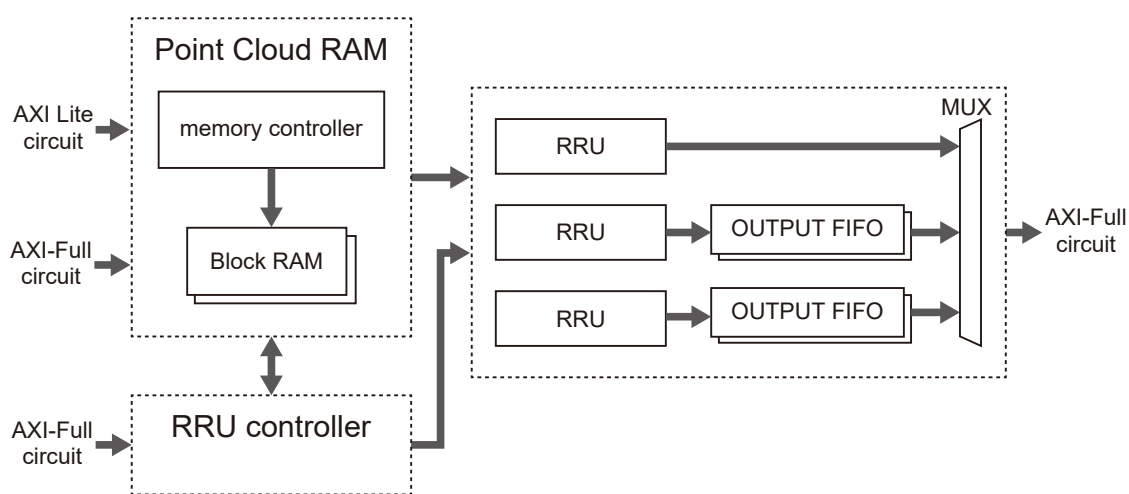 Point Cloud RAM
AXI Lite
circuit
memory controller
AXI-Full
circuit
Block RAM
AXI-Full
circuit
RRU controller
MUX
RRU
RRU
OUTPUT FIFO
RRU
OUTPUT FIFO
AXI-Full
circuit